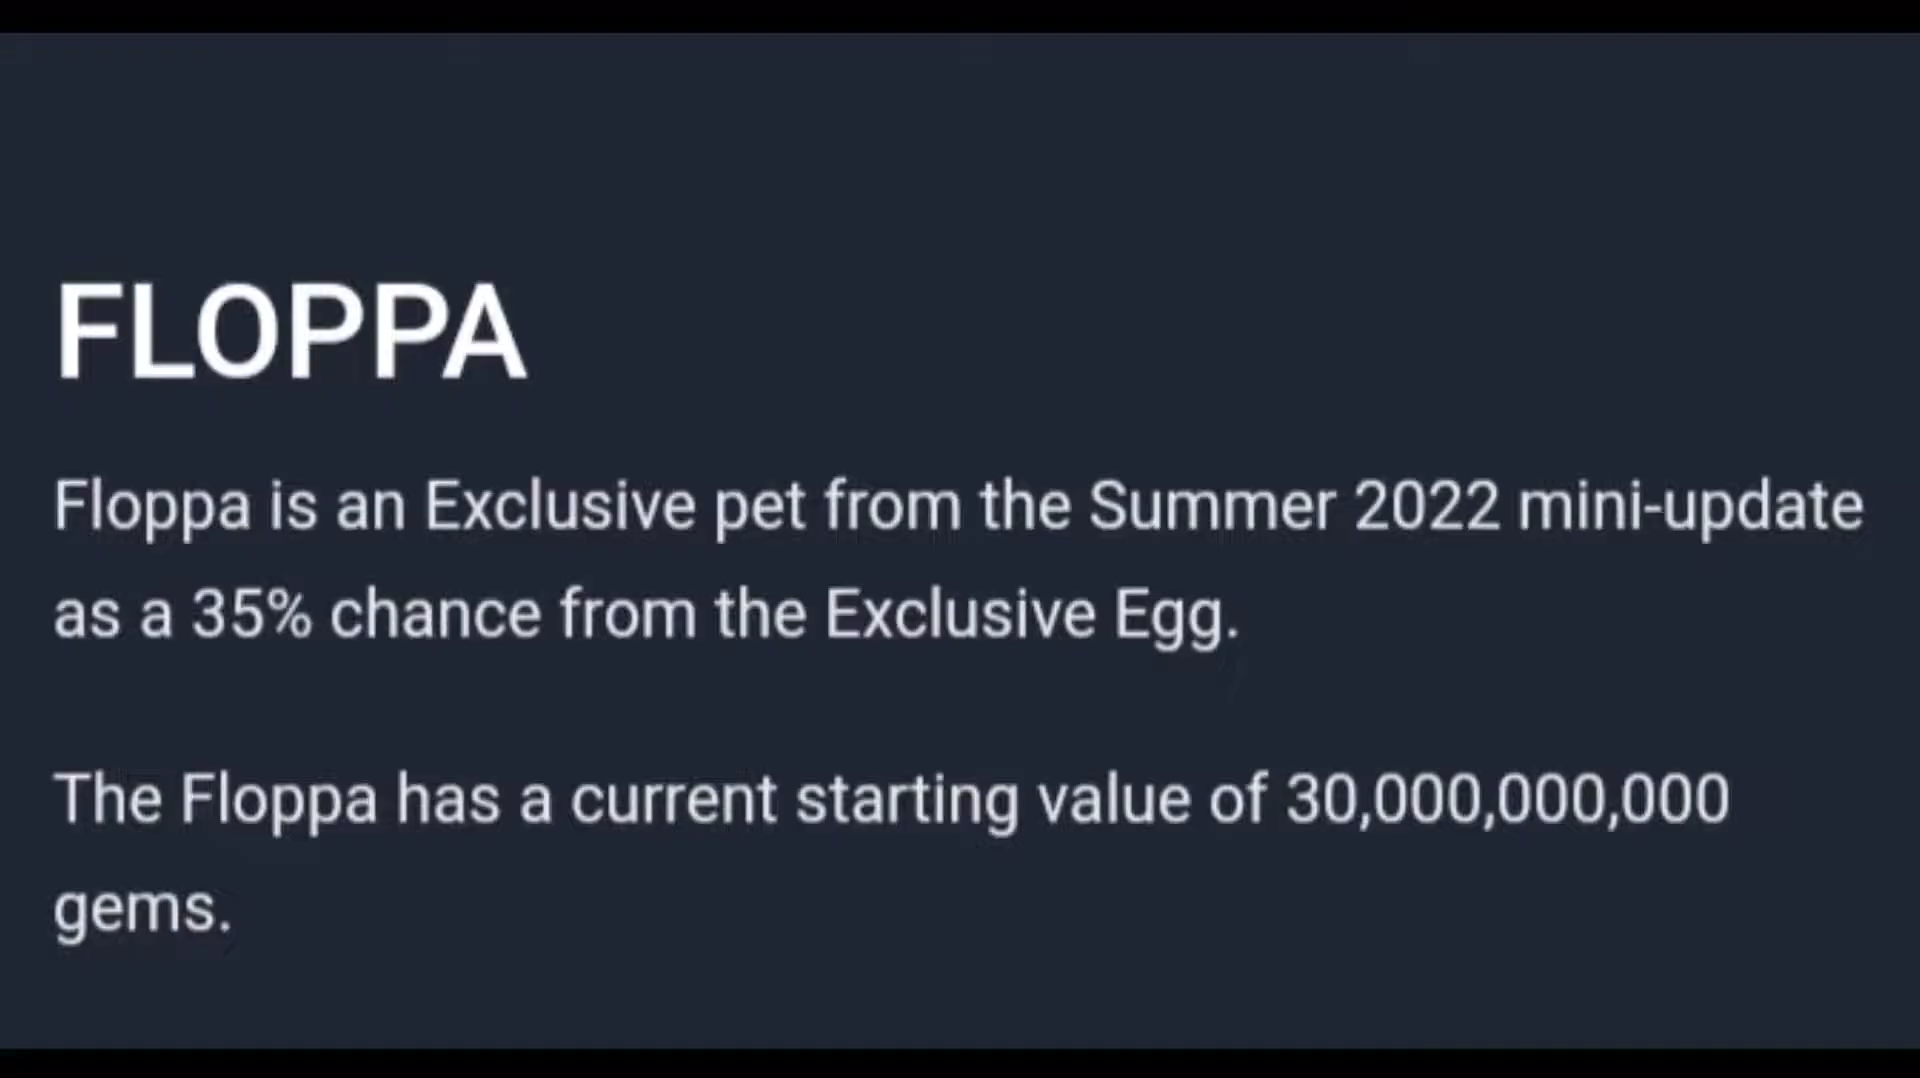 FLOPPA
Floppa is an Exclusive pet from the Summer 2022 mini-update
as a 35% chance from the Exclusive Egg.
The Floppa has a current starting value of 30,000,000,000
gems.